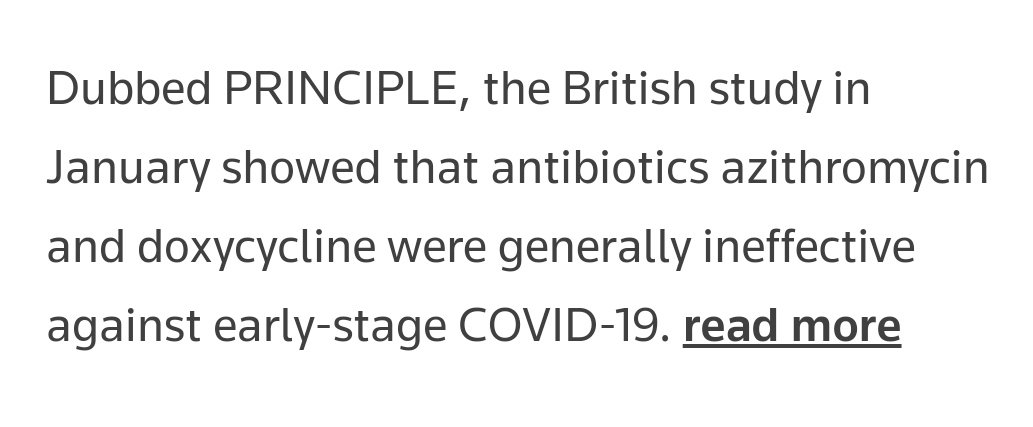 Dubbed PRINCIPLE, the British study in
January showed that antibiotics azithromycin
and doxycycline were generally ineffective
against early-stage COVID-19. read more